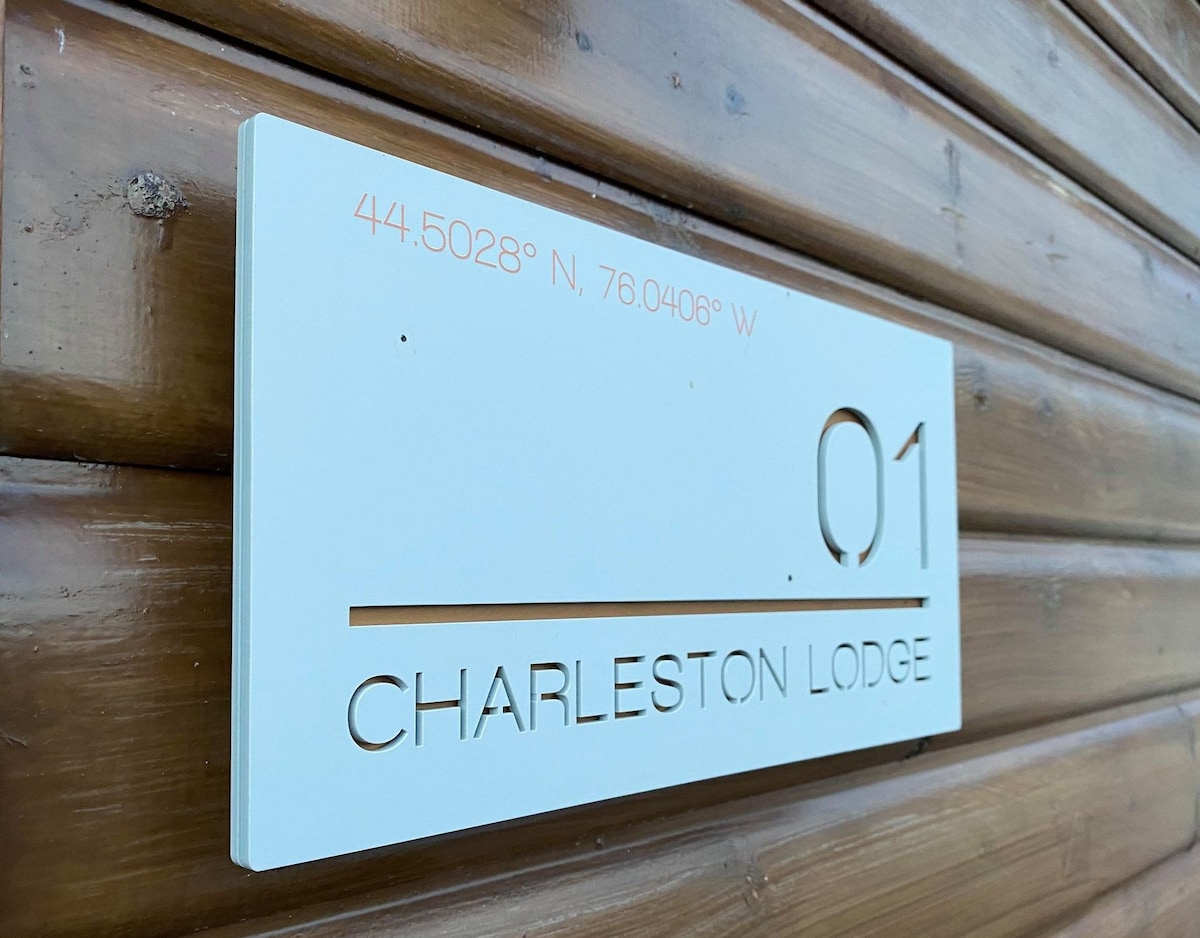 44.5028° N, 76.0406° W
01
CHARLESTON LODGE